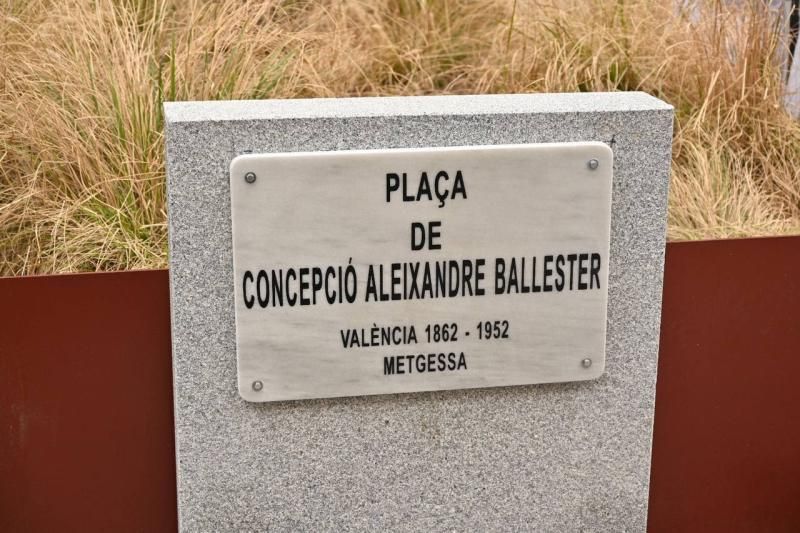 PLAÇA
DE
CONCEPCIÓ ALEIXANDRE BALLESTER
VALÈNCIA 1862 - 1952
METGESSA